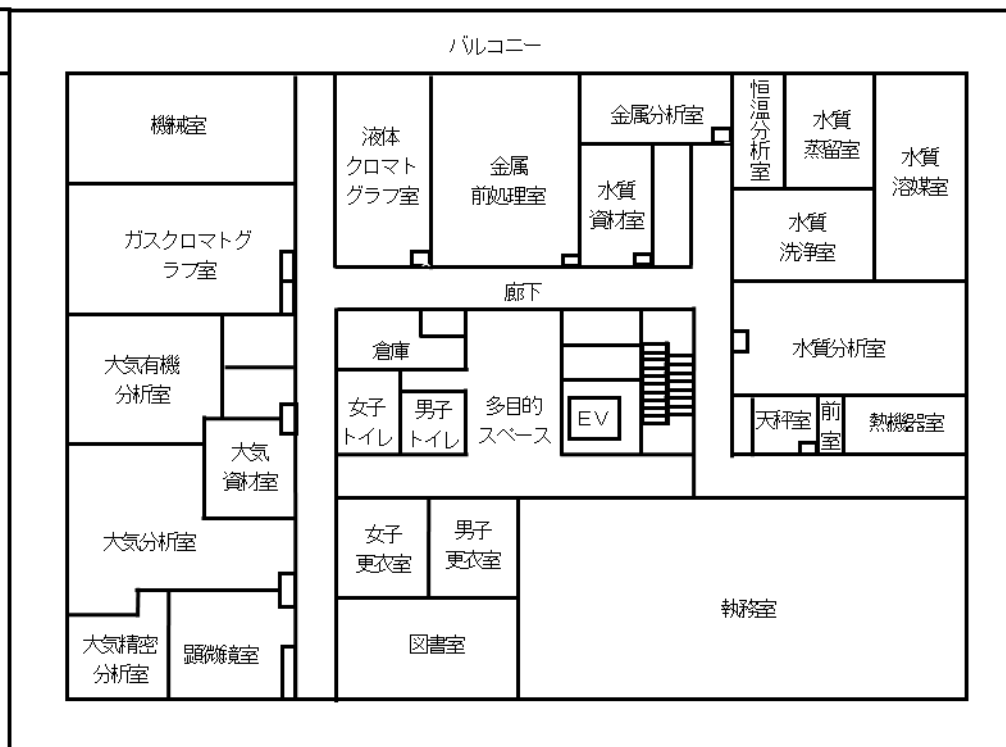 バルコニー
機械室
液体
クロマト
グラフ室
金属
前処理室
金属分析室
水質
資材室
恒温分析室
水質
蒸留室
水質
溶媒室
水質
洗浄室
ガスクロマトグ
ラフ室
廊下
大気有機
分析室
倉庫
女子
トイレ
男子
トイレ
多目的
スペース
EV
水質分析室
天秤室
前室
熱機器室
大気
資材室
大気分析室
女子
更衣室
男子
更衣室
執務室
図書室
大気精密
分析室
顕微鏡室